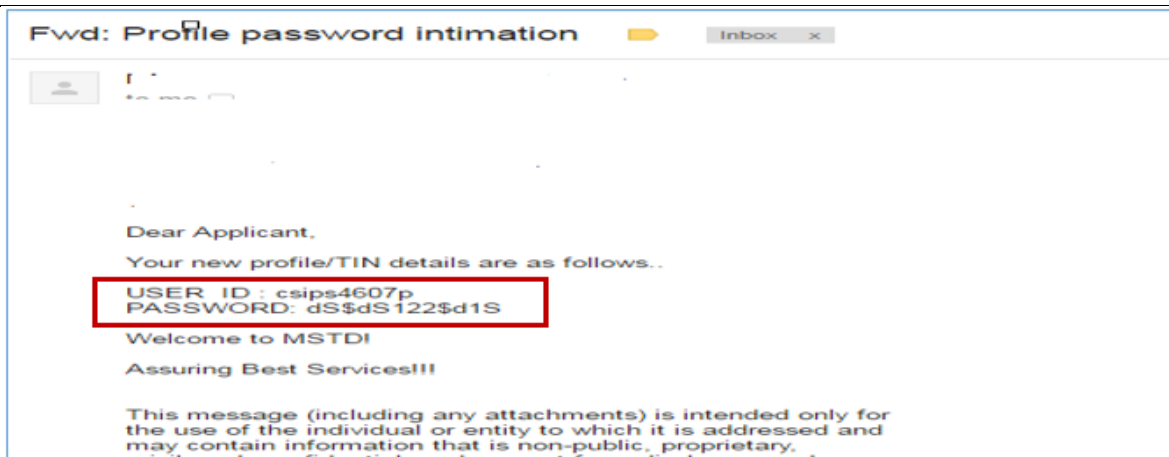 Fwd: Profile password intimation
Inbox x
to me
Dear Applicant,
Your new profile/TIN details are as follows..
USER ID : csips4607p
PASSWORD: dS$dS122$d1S
Welcome to MSTD!
Assuring Best Services!!!
This message (including any attachments) is intended only for
the use of the individual or entity to which it is addressed and
may contain information that is non-public, proprietary,